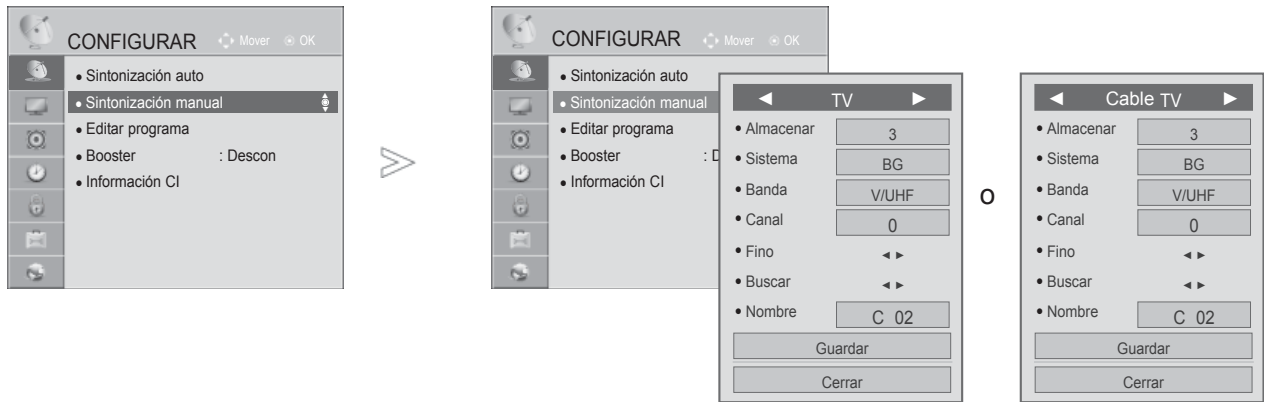 CONFIGURAR Mover OK
• Sintonización auto
• Sintonización manual
• Editar programa
• Booster : Descon
• Información CI
CONFIGURAR Mover OK
• Sintonización auto
• Sintonización manual
• Editar programa
• Booster : D
• Información CI
◄ TV ►
• Almacenar 3
• Sistema BG
• Banda V/UHF
• Canal 0
• Fino ◄ ►
• Buscar ◄ ►
• Nombre C 02
Guardar
Cerrar
o
◄ Cable TV ►
• Almacenar 3
• Sistema BG
• Banda V/UHF
• Canal 0
• Fino ◄ ►
• Buscar ◄ ►
• Nombre C 02
Guardar
Cerrar